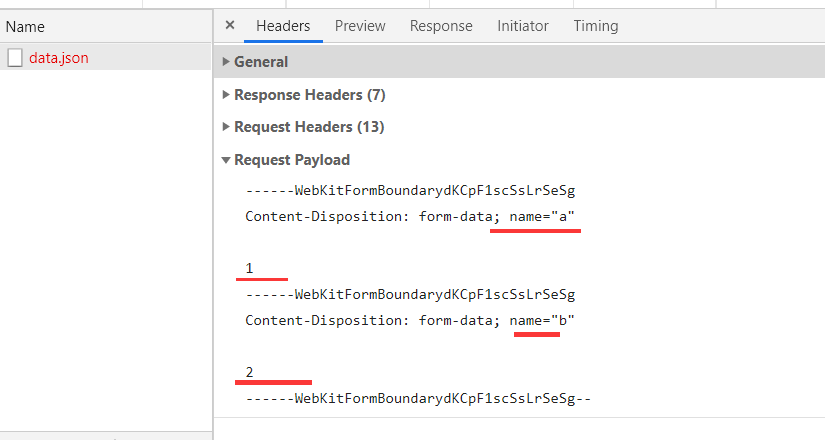 Name
data.json
× Headers Preview Response Initiator Timing
General
Response Headers (7)
Request Headers (13)
Request Payload
------WebKitFormBoundarydKCpF1scSsLrSeSg
Content-Disposition: form-data; name="a"
1
------WebKitFormBoundarydKCpF1scSsLrSeSg
Content-Disposition: form-data; name="b"
2
------WebKitFormBoundarydKCpF1scSsLrSeSg--